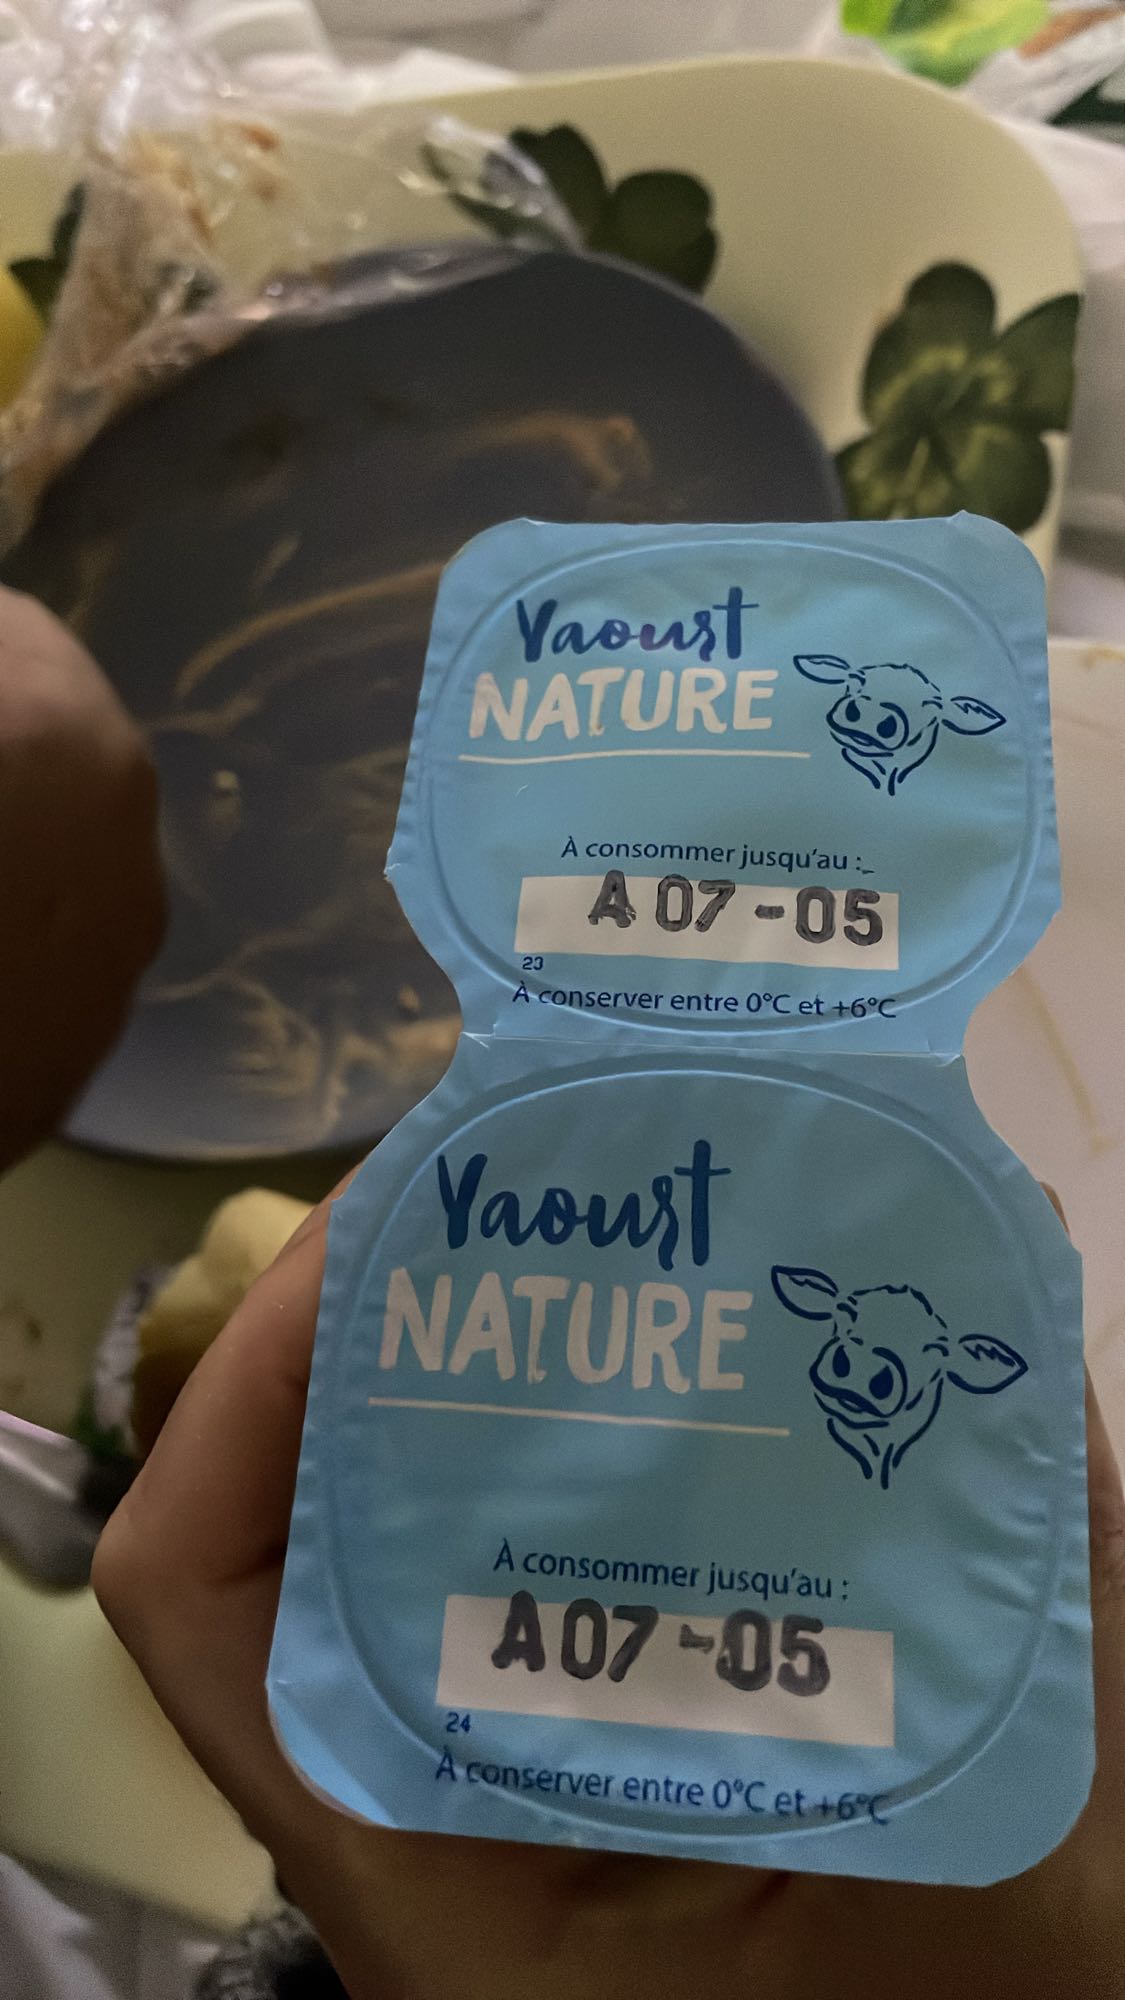 Yaourt
NATURE
À consommer jusqu'au :
A 07 - 05
23
À conserver entre 0°C et +6°C
Yaourt
NATURE
À consommer jusqu'au :
A 07 - 05
24
À conserver entre 0°C et +6°C